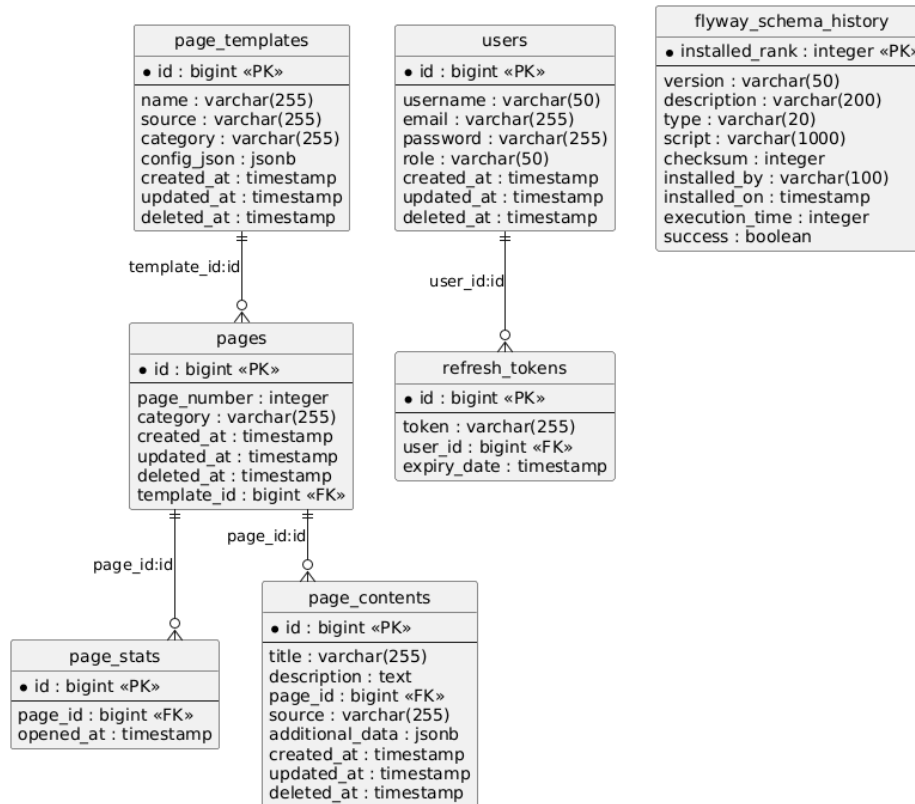 page_templates
id : bigint «PK»
name : varchar(255)
source : varchar(255)
category : varchar(255)
config_json : jsonb
created_at : timestamp
updated_at : timestamp
deleted_at : timestamp
users
id : bigint «PK»
username : varchar(50)
email : varchar(255)
password : varchar(255)
role : varchar(50)
created_at : timestamp
updated_at : timestamp
deleted_at : timestamp
flyway_schema_history
installed_rank : integer «PK»
version : varchar(50)
description : varchar(200)
type : varchar(20)
script : varchar(1000)
checksum : integer
installed_by : varchar(100)
installed_on : timestamp
execution_time : integer
success : boolean
template_id:id
user_id:id
pages
id : bigint «PK»
page_number : integer
category : varchar(255)
created_at : timestamp
updated_at : timestamp
deleted_at : timestamp
template_id : bigint «FK»
refresh_tokens
id : bigint «PK»
token : varchar(255)
user_id : bigint «FK»
expiry_date : timestamp
page_id:id
page_id:id
page_stats
id : bigint «PK»
page_id : bigint «FK»
opened_at : timestamp
page_contents
id : bigint «PK»
title : varchar(255)
description : text
page_id : bigint «FK»
source : varchar(255)
additional_data : jsonb
created_at : timestamp
updated_at : timestamp
deleted_at : timestamp